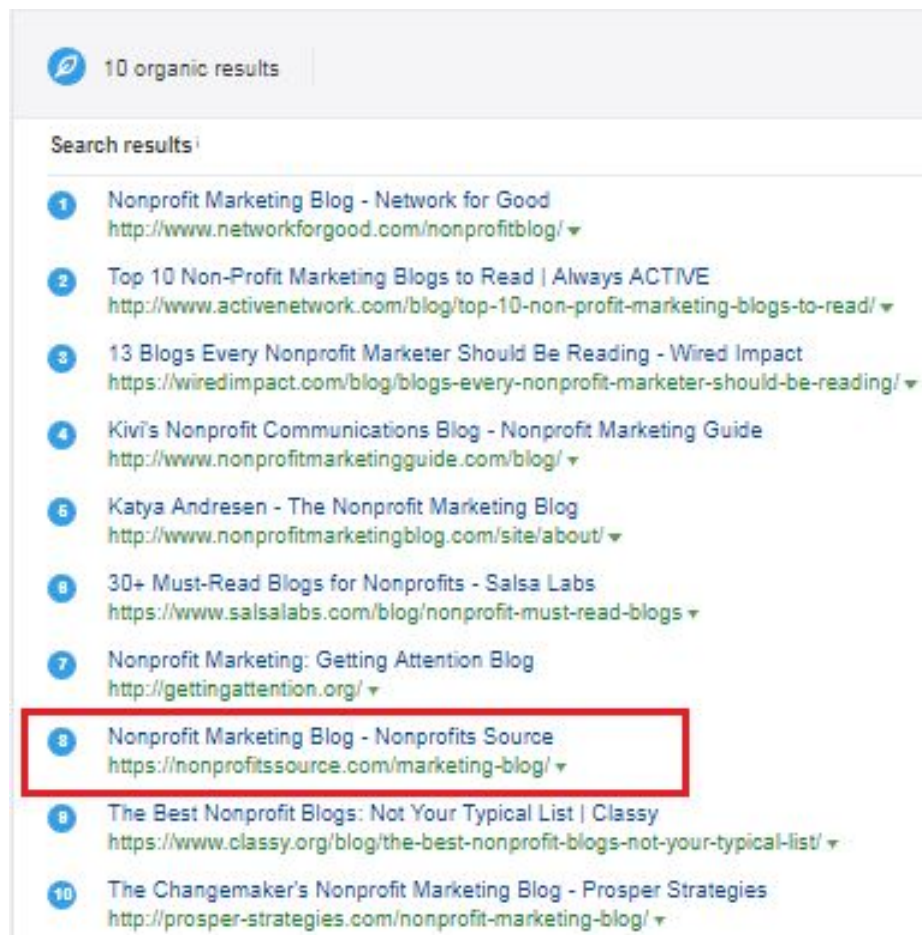 10 organic results
Search results i
1 Nonprofit Marketing Blog - Network for Good
http://www.networkforgood.com/nonprofitblog/
2 Top 10 Non-Profit Marketing Blogs to Read | Always ACTIVE
http://www.activenetwork.com/blog/top-10-non-profit-marketing-blogs-to-read/
3 13 Blogs Every Nonprofit Marketer Should Be Reading - Wired Impact
https://wiredimpact.com/blog/blogs-every-nonprofit-marketer-should-be-reading/
4 Kivi's Nonprofit Communications Blog - Nonprofit Marketing Guide
http://www.nonprofitmarketingguide.com/blog/
5 Katya Andresen - The Nonprofit Marketing Blog
http://www.nonprofitmarketingblog.com/site/about/
6 30+ Must-Read Blogs for Nonprofits - Salsa Labs
https://www.salsalabs.com/blog/nonprofit-must-read-blogs
7 Nonprofit Marketing: Getting Attention Blog
http://gettingattention.org/
8 Nonprofit Marketing Blog - Nonprofits Source
https://nonprofitssource.com/marketing-blog/
9 The Best Nonprofit Blogs: Not Your Typical List | Classy
https://www.classy.org/blog/the-best-nonprofit-blogs-not-your-typical-list/
10 The Changemaker's Nonprofit Marketing Blog - Prosper Strategies
http://prosper-strategies.com/nonprofit-marketing-blog/